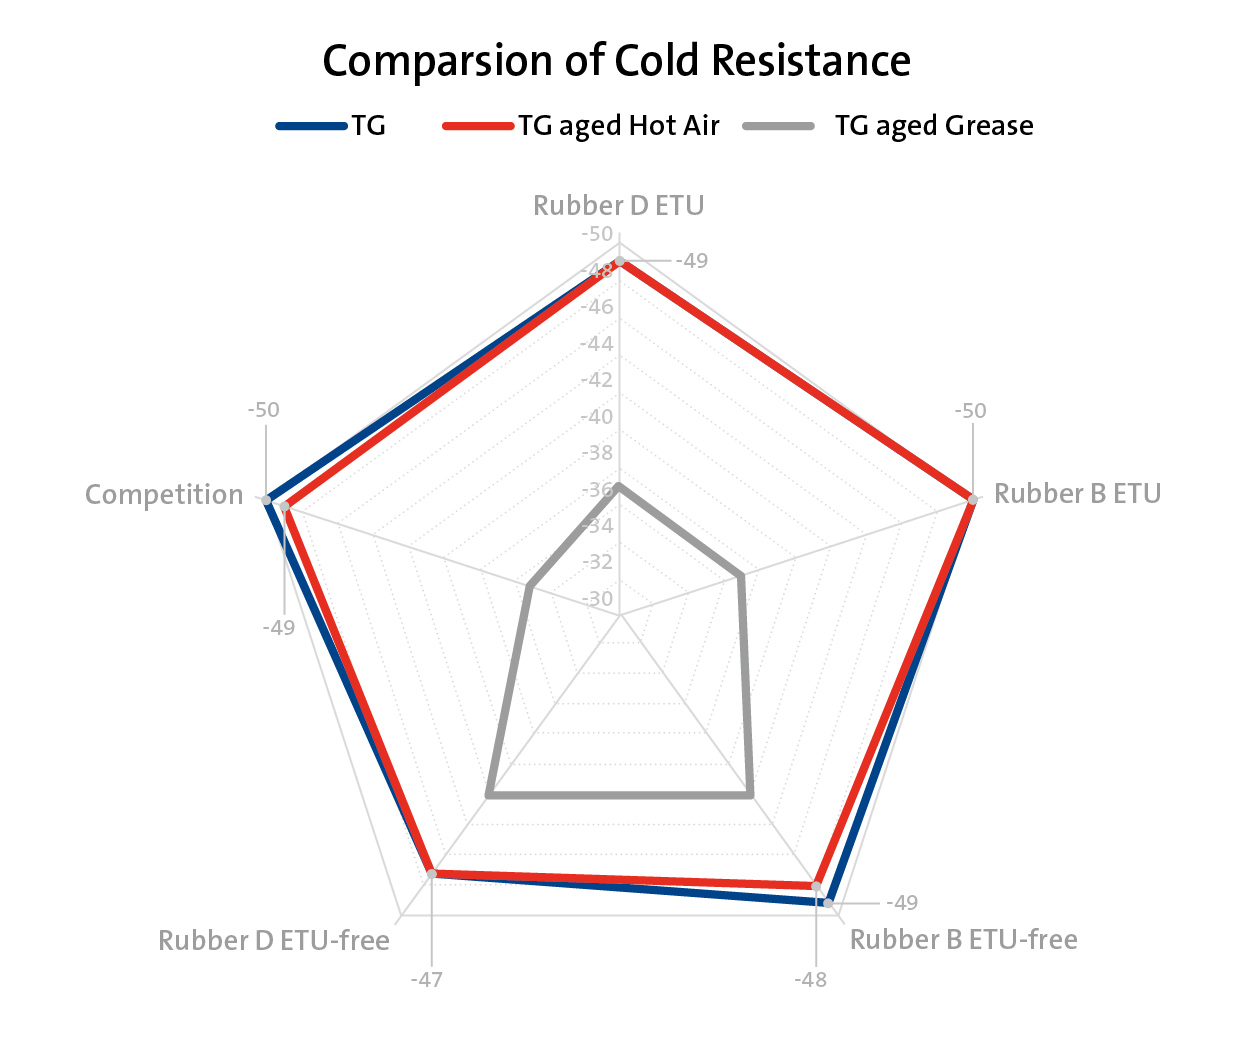 Comparsion of Cold Resistance
TG
TG aged Hot Air
TG aged Grease
Rubber D ETU
-50
-49
-48
-46
-44
-42
-40
-38
-36
-34
-32
-30
-50
-50
Competition
Rubber B ETU
-49
-49
Rubber D ETU-free
Rubber B ETU-free
-47
-48